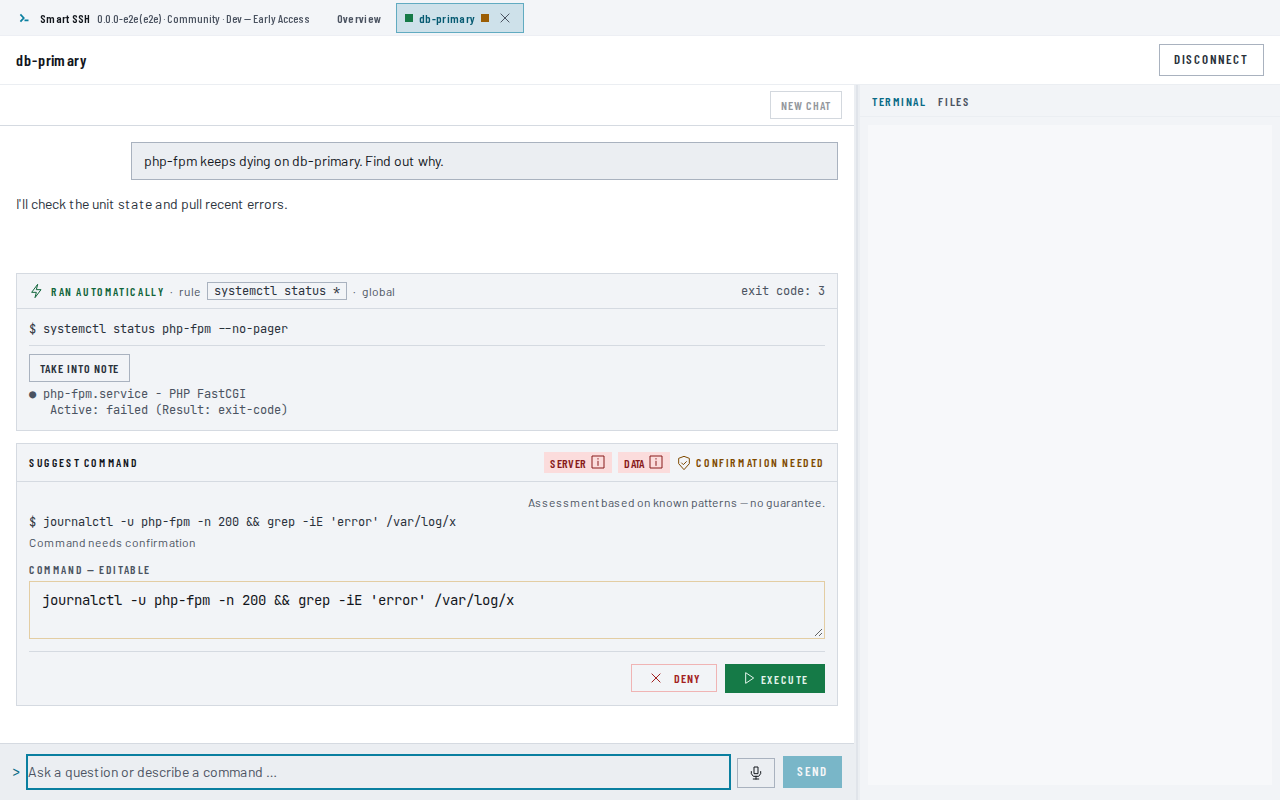 Smart SSH 0.0.0-e2e(e2e) · Community · Dev — Early Access Overview db-primary
db-primary DISCONNECT
NEW CHAT TERMINAL FILES
php-fpm keeps dying on db-primary. Find out why.
I'll check the unit state and pull recent errors.
RAN AUTOMATICALLY · rule systemctl status * · global exit code: 3
$ systemctl status php-fpm --no-pager
TAKE INTO NOTE
● php-fpm.service - PHP FastCGI
Active: failed (Result: exit-code)
SUGGEST COMMAND SERVER DATA CONFIRMATION NEEDED
Assessment based on known patterns — no guarantee.
$ journalctl -u php-fpm -n 200 && grep -iE 'error' /var/log/x
Command needs confirmation
COMMAND — EDITABLE
journalctl -u php-fpm -n 200 && grep -iE 'error' /var/log/x
DENY EXECUTE
> Ask a question or describe a command ... SEND